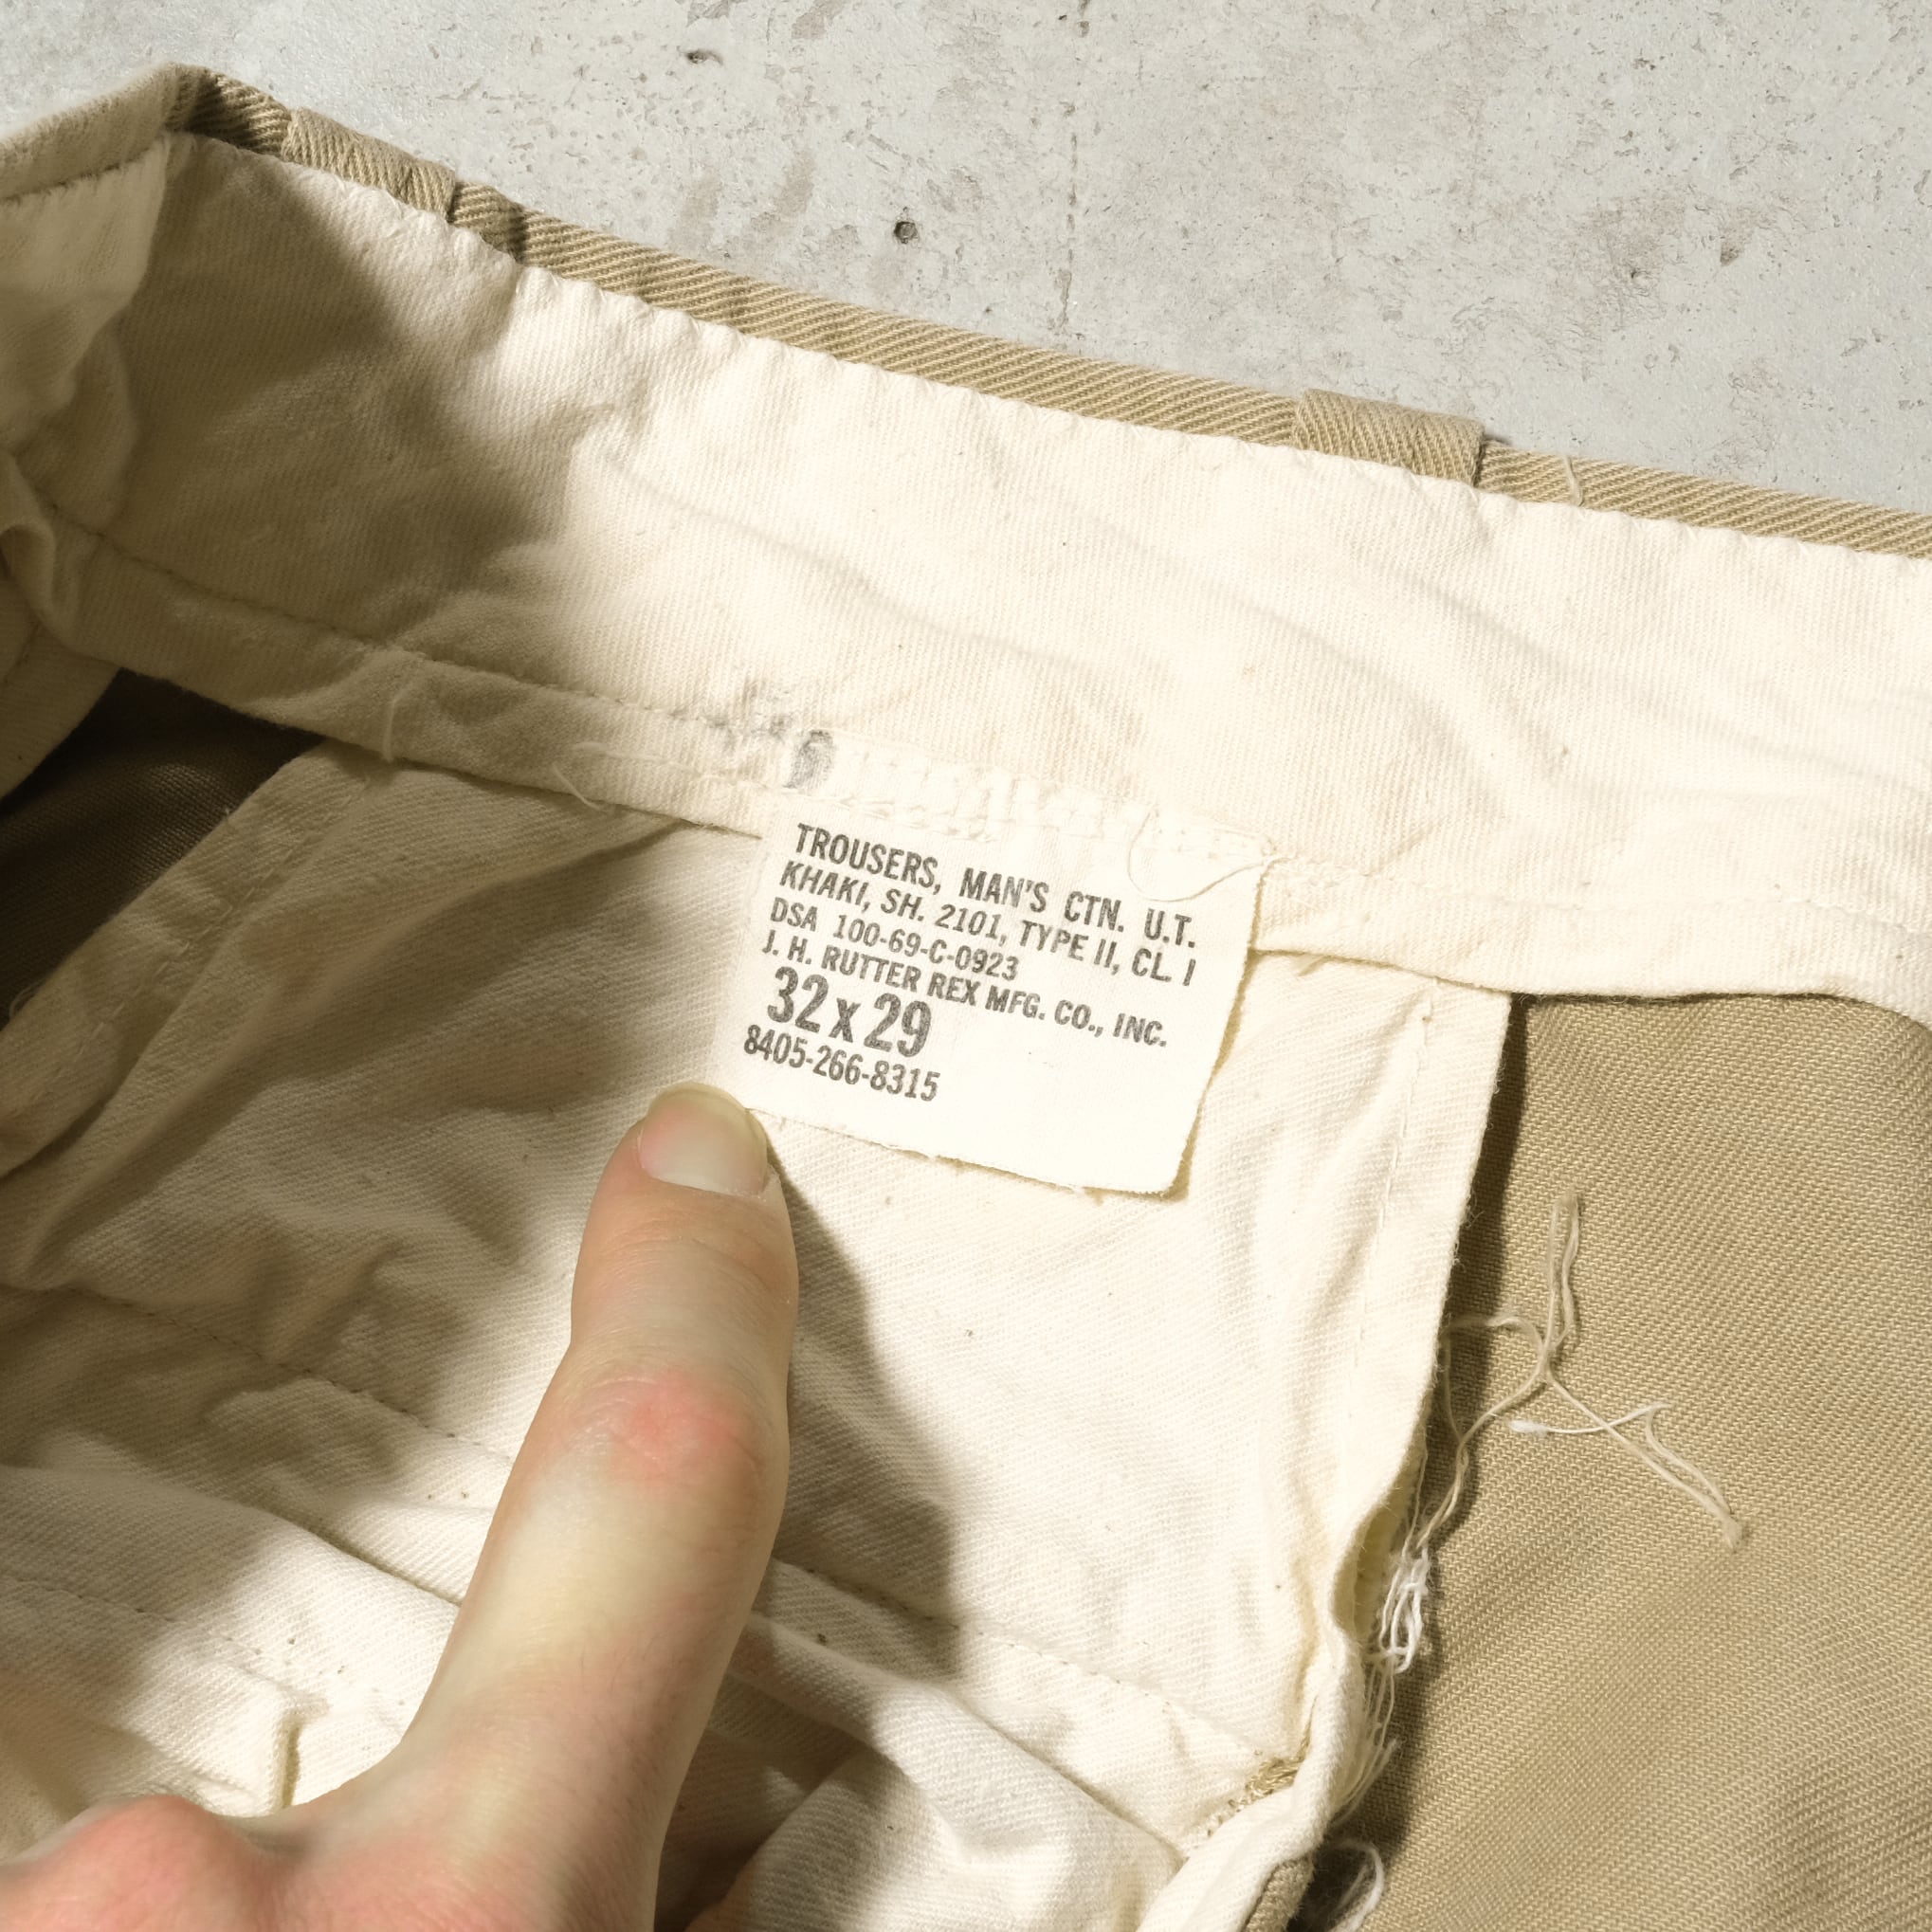 TROUSERS, MAN'S CTN. U.T.
KHAKI, SH. 2101, TYPE II, CL. I
DSA 100-69-C-0923
J. H. RUTTER REX MFG. CO., INC.
32 x 29
8405-266-8315